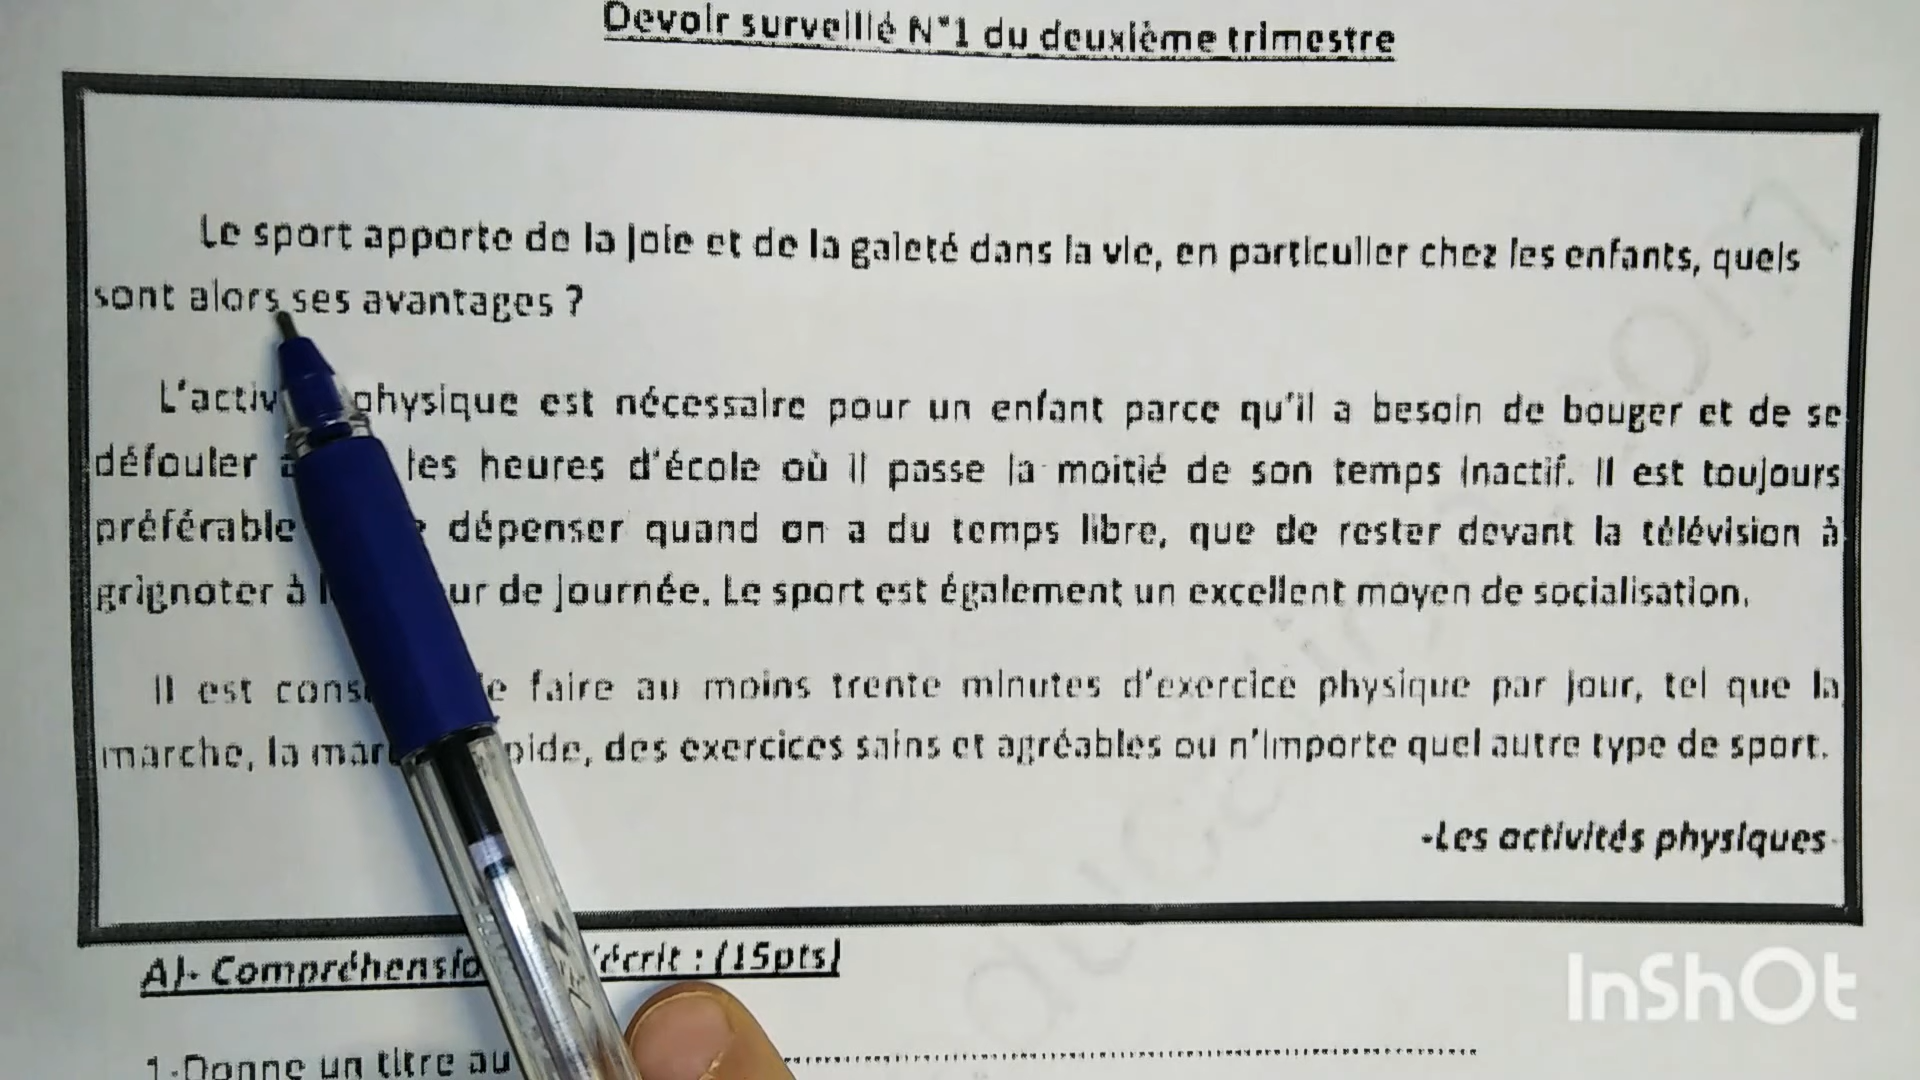 Devoir surveillé N°1 du deuxième trimestre
Le sport apporte de la joie et de la gaieté dans la vie, en particulier chez les enfants, quels
sont alors ses avantages ?
physique est nécessaire pour un enfant parce qu'il a besoin de bouger et de se
défouler les heures d'école où il passe la moitié de son temps inactif. Il est toujours
préférable dépenser quand on a du temps libre, que de rester devant la télévision à
grignoter à de journée. Le sport est également un excellent moyen de socialisation.
Il est faire au moins trente minutes d'exercice physique par jour, tel que la
marche, la des exercices sains et agréables ou n'importe quel autre type de sport.
-Les activités physiques-
A)- l'écrit : (15pts)
1-Donne un titre au
InShOt